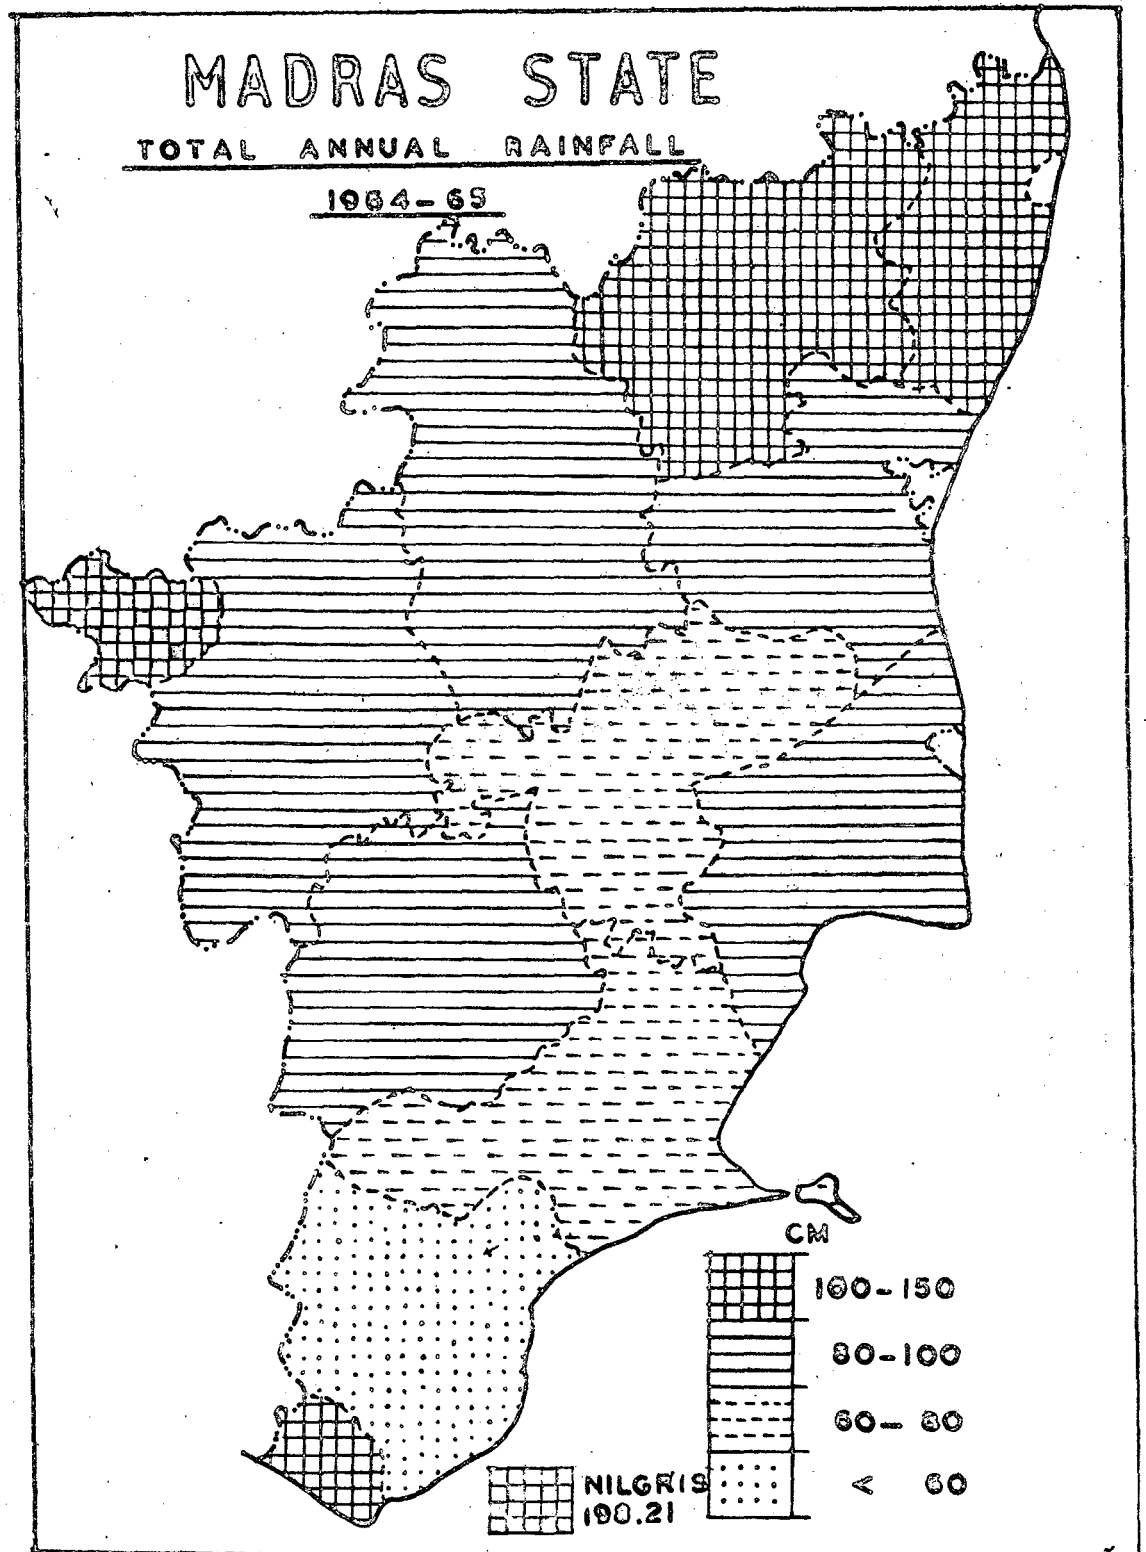 MADRAS STATE
TOTAL ANNUAL RAINFALL
1964-65
CM
100-150
80-100
60-80
< 60
NILGRIS
190.21